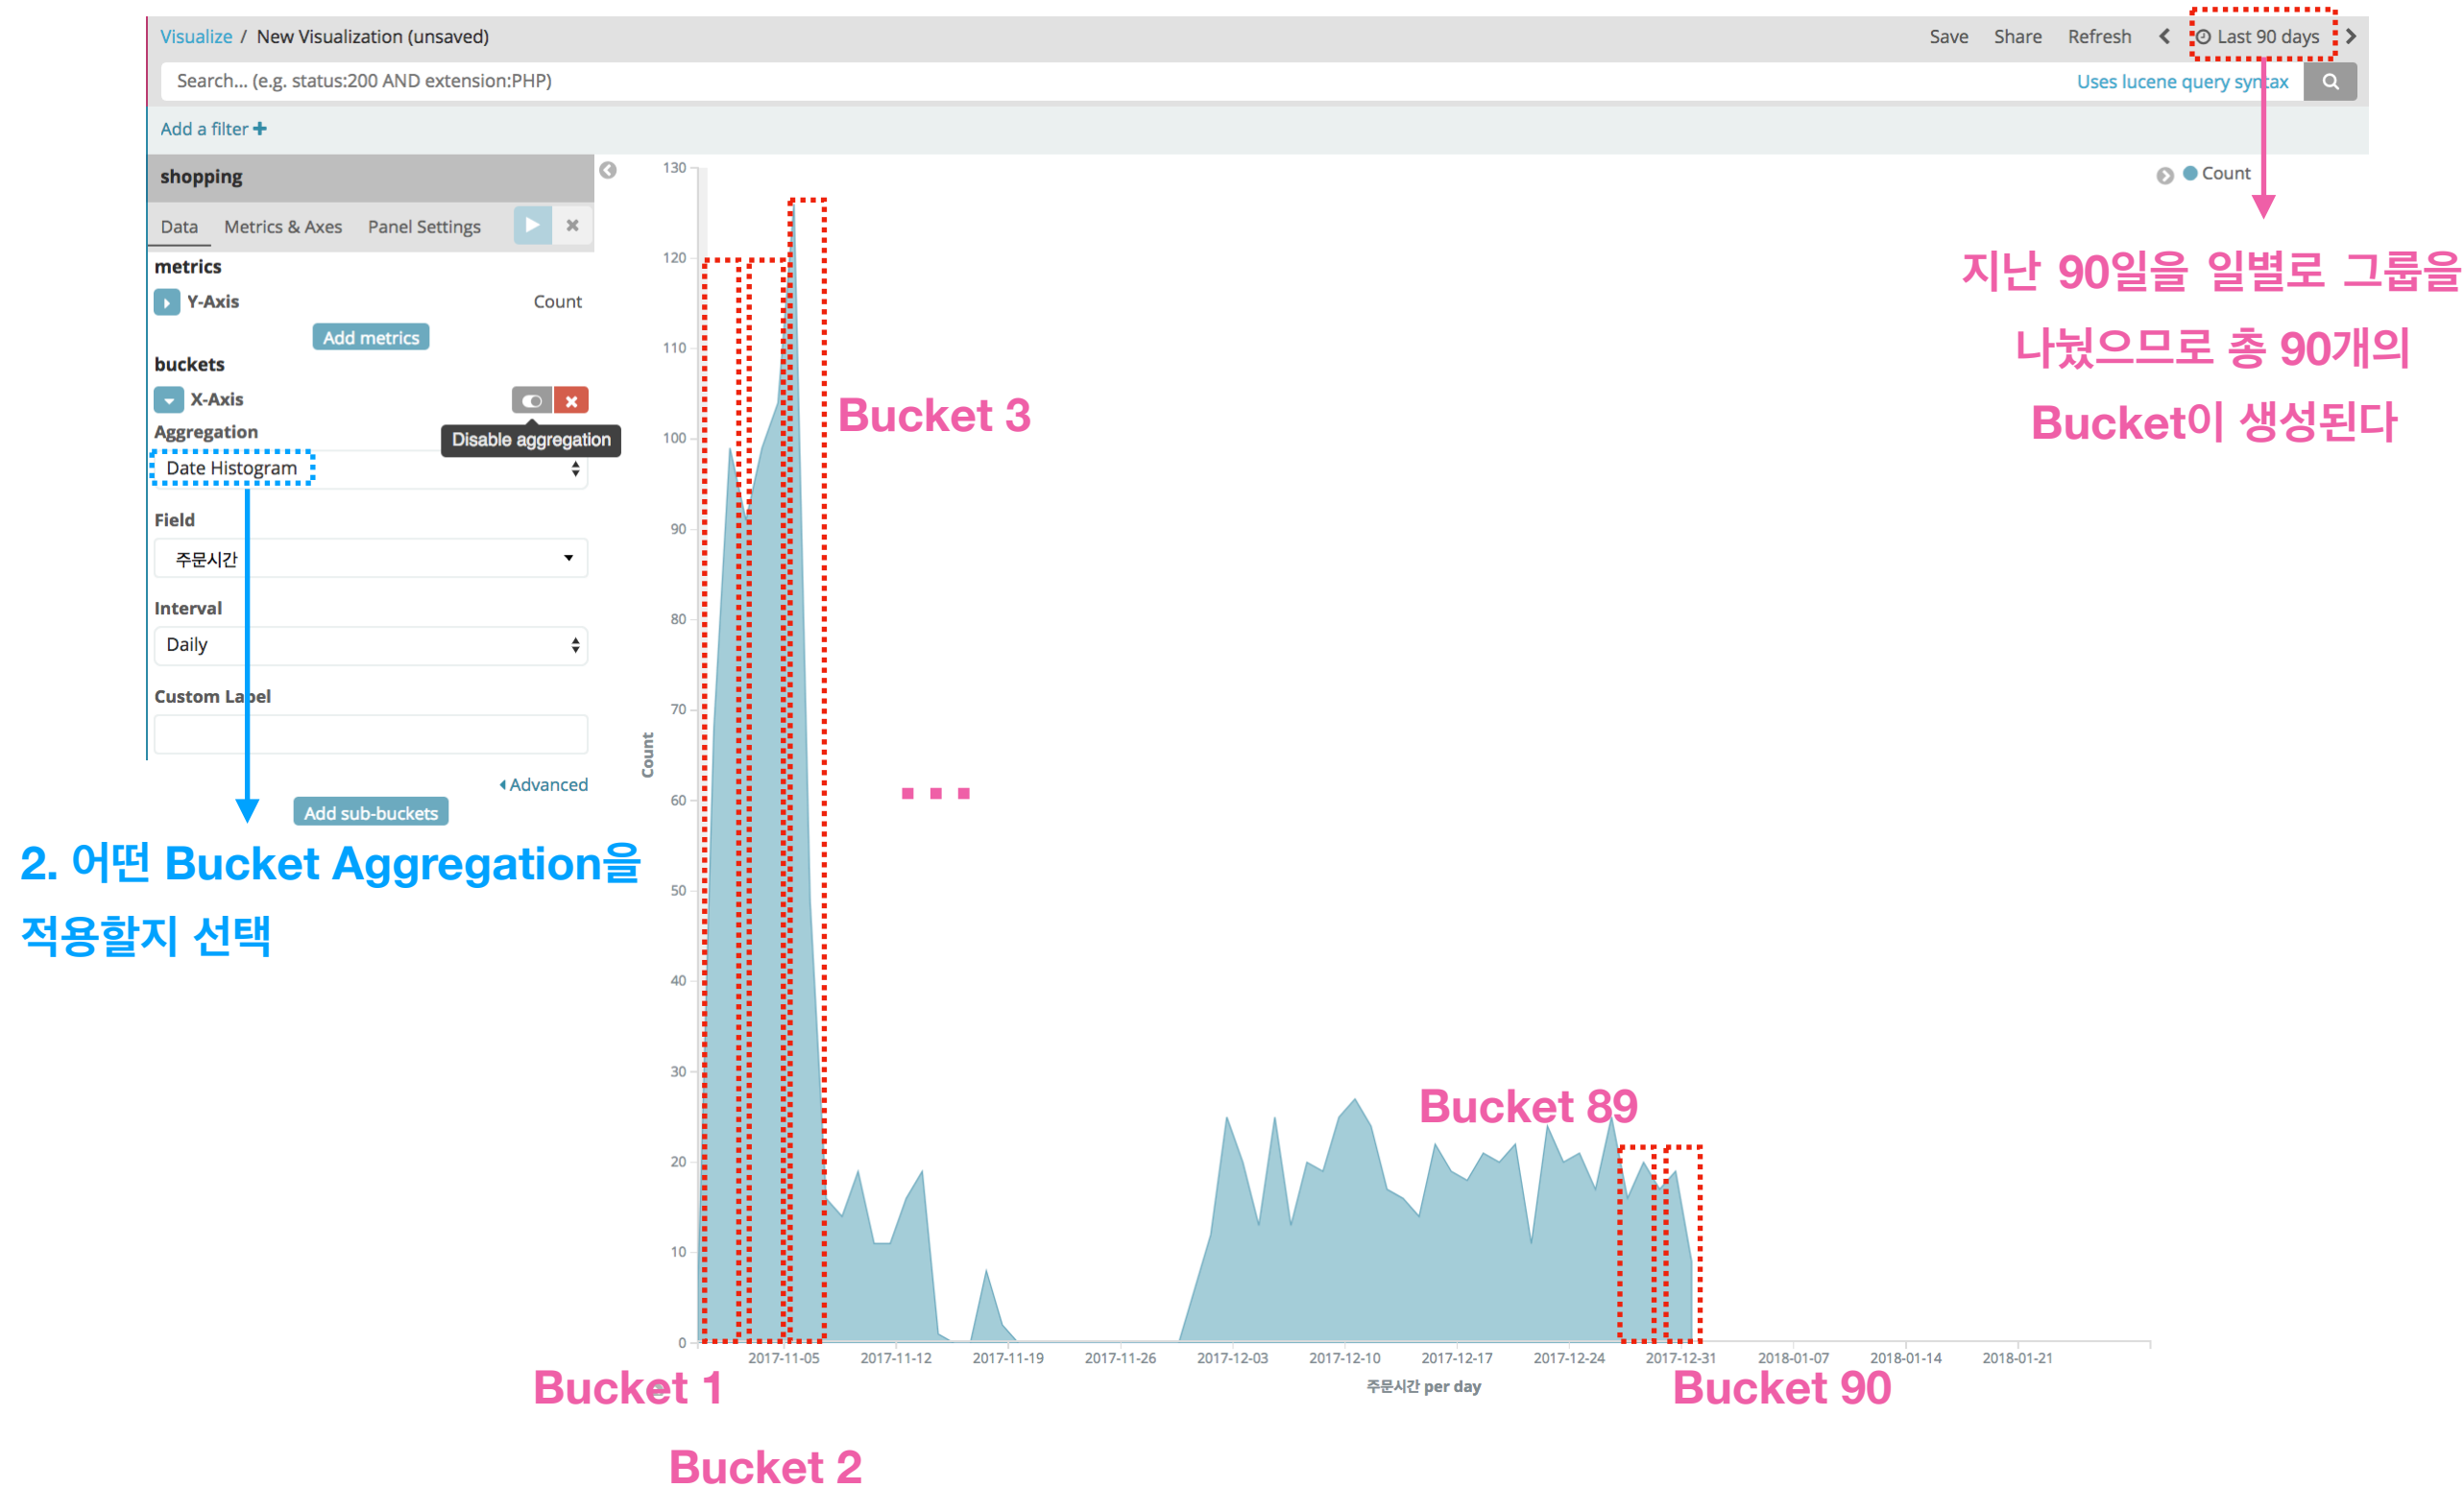 Visualize / New Visualization (unsaved)
Save Share Refresh Last 90 days
Search... (e.g. status:200 AND extension:PHP)
Uses lucene query syntax
Add a filter
shopping
Data Metrics & Axes Panel Settings
metrics
Y-Axis Count
Add metrics
buckets
X-Axis
Aggregation
Disable aggregation
Date Histogram
Field
주문시간
Interval
Daily
Custom Label
Advanced
Add sub-buckets
2. 어떤 Bucket Aggregation을
적용할지 선택
Count
130
120
110
100
90
80
70
60
50
40
30
20
10
0
Count
지난 90일을 일별로 그룹을
나눴으므로 총 90개의
Bucket이 생성된다
Bucket 3
...
Bucket 89
2017-11-05 2017-11-12 2017-11-19 2017-11-26 2017-12-03 2017-12-10 2017-12-17 2017-12-24 2017-12-31 2018-01-07 2018-01-14 2018-01-21
주문시간 per day
Bucket 1
Bucket 90
Bucket 2